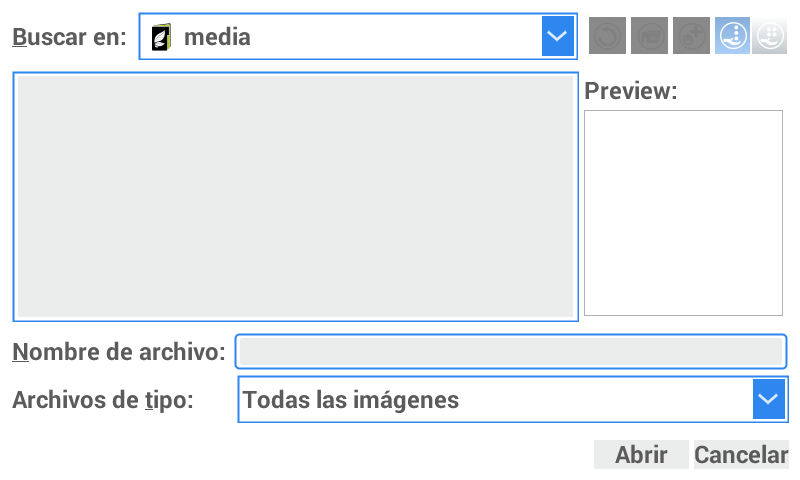 Buscar en: media
Preview:
Nombre de archivo:
Archivos de tipo: Todas las imágenes
Abrir Cancelar